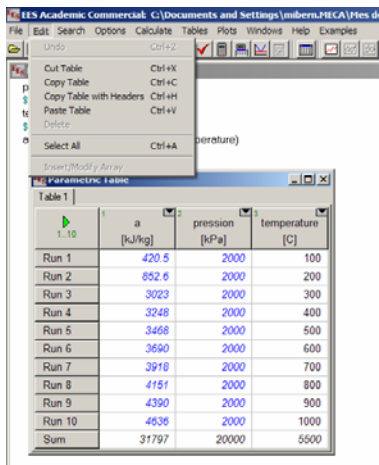 EES Academic Commercial: C:\Documents and Settings\mibern.MECA\Mes do
File Edit Search Options Calculate Tables Plots Windows Help Examples
Undo Ctrl+Z
Cut Table Ctrl+X
Copy Table Ctrl+C
Copy Table with Headers Ctrl+H
Paste Table Ctrl+V
Delete
Select All Ctrl+A
Insert/Modify Array
p
$
te
$
a
perature)
Parametric Table
Table 1
1..10
1 a [kJ/kg] 2 pression [kPa] 3 temperature [C]
Run 1 420.5 2000 100
Run 2 852.6 2000 200
Run 3 3023 2000 300
Run 4 3248 2000 400
Run 5 3468 2000 500
Run 6 3690 2000 600
Run 7 3918 2000 700
Run 8 4151 2000 800
Run 9 4390 2000 900
Run 10 4636 2000 1000
Sum 31797 20000 5500